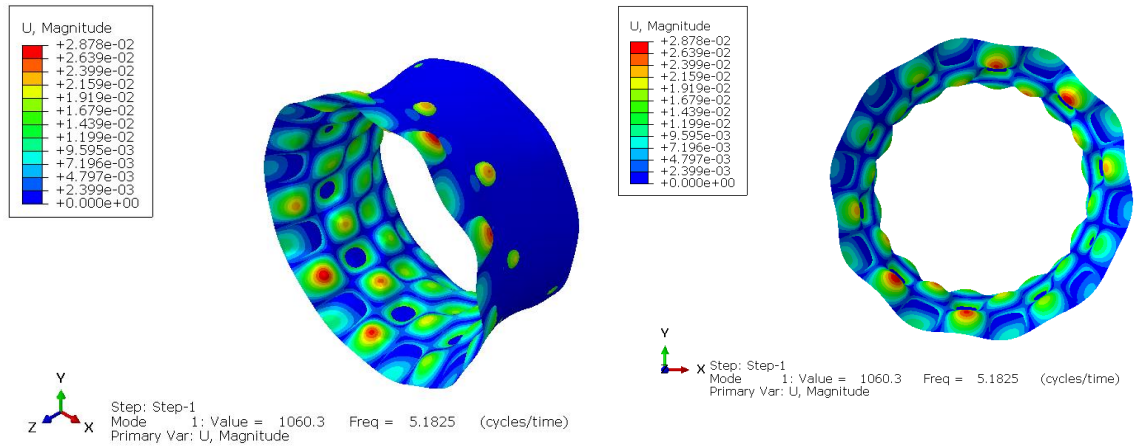 U, Magnitude
+2.878e-02
+2.639e-02
+2.399e-02
+2.159e-02
+1.919e-02
+1.679e-02
+1.439e-02
+1.199e-02
+9.595e-03
+7.196e-03
+4.797e-03
+2.399e-03
+0.000e+00
Y
Z X
Step: Step-1
Mode 1: Value = 1060.3 Freq = 5.1825 (cycles/time)
Primary Var: U, Magnitude
U, Magnitude
+2.878e-02
+2.639e-02
+2.399e-02
+2.159e-02
+1.919e-02
+1.679e-02
+1.439e-02
+1.199e-02
+9.595e-03
+7.196e-03
+4.797e-03
+2.399e-03
+0.000e+00
Y
X
Step: Step-1
Mode 1: Value = 1060.3 Freq = 5.1825 (cycles/time)
Primary Var: U, Magnitude